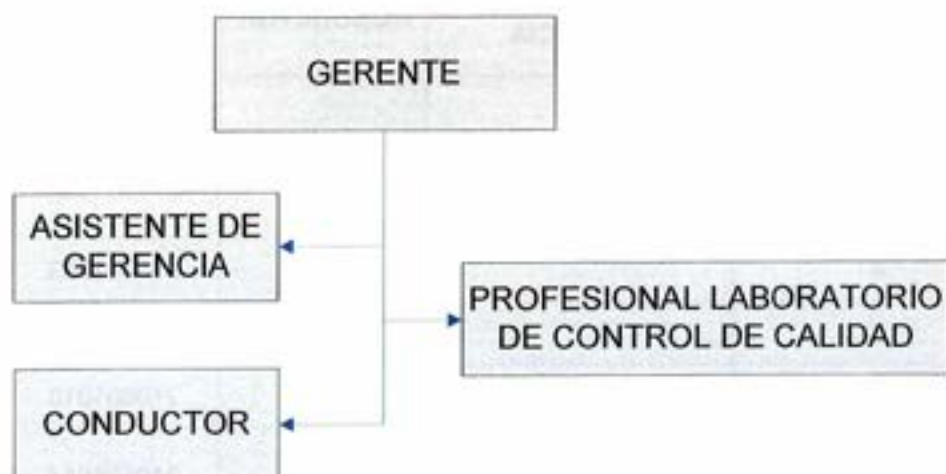 GERENTE
ASISTENTE DE
GERENCIA
PROFESIONAL LABORATORIO
DE CONTROL DE CALIDAD
CONDUCTOR